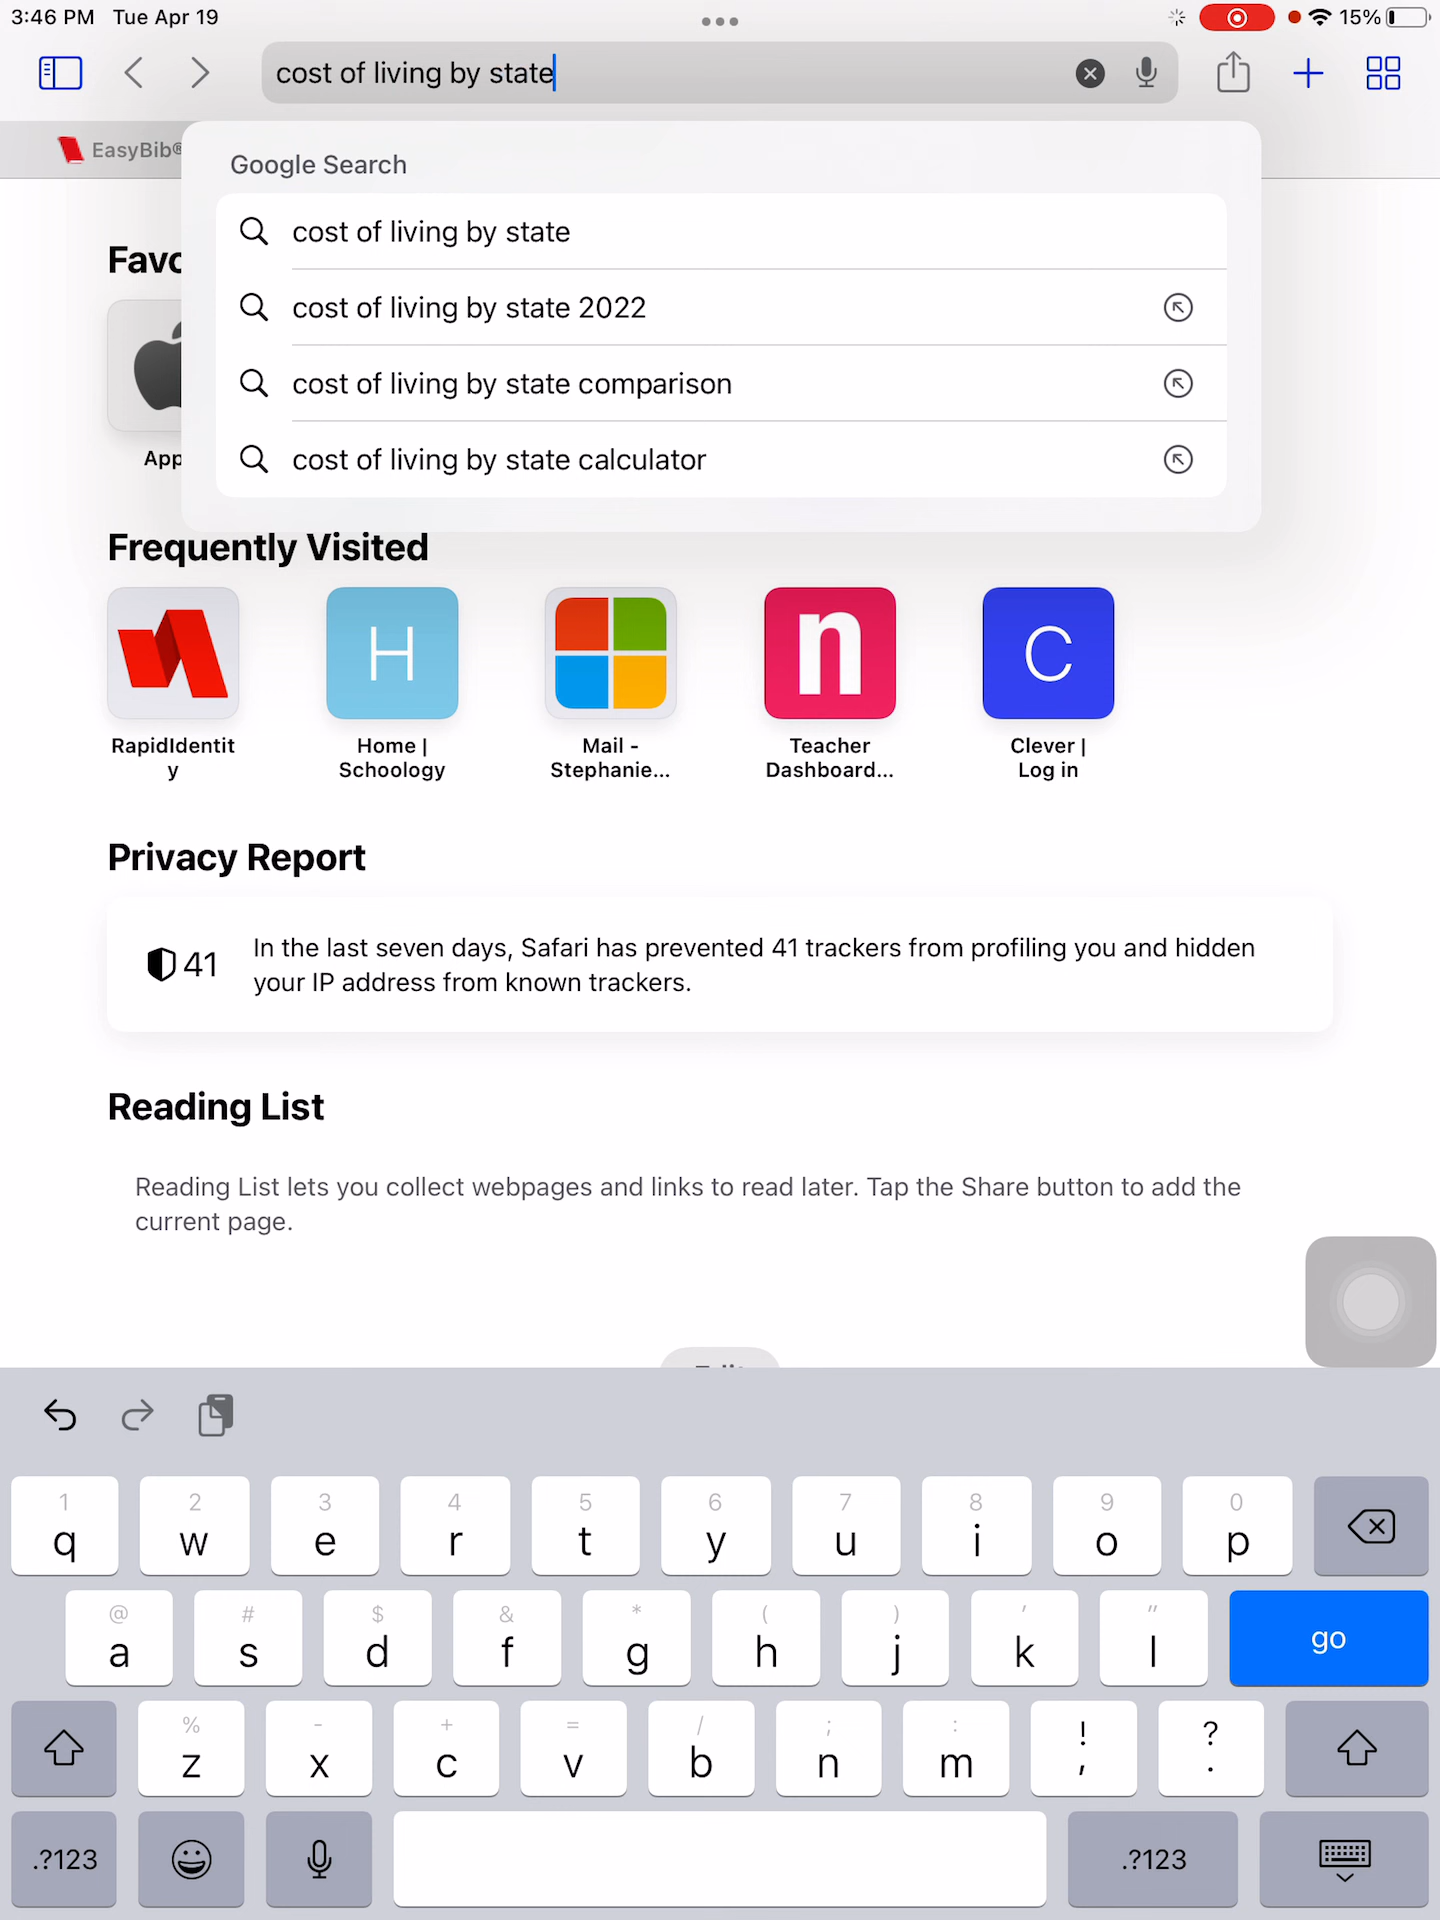 3:46 PM Tue Apr 19
15%
cost of living by state
EasyBib®
Google Search
cost of living by state
cost of living by state 2022
cost of living by state comparison
cost of living by state calculator
Favo
App
Frequently Visited
H
n
C
RapidIdentit
y
Home |
Schoology
Mail -
Stephanie...
Teacher
Dashboard...
Clever |
Log in
Privacy Report
41
In the last seven days, Safari has prevented 41 trackers from profiling you and hidden
your IP address from known trackers.
Reading List
Reading List lets you collect webpages and links to read later. Tap the Share button to add the
current page.
1 2 3 4 5 6 7 8 9 0
q w e r t y u i o p
@ # $ & * ( ) ' "
a s d f g h j k l go
% - + = / ; : ! ?
z x c v b n m , .
.?123 .?123